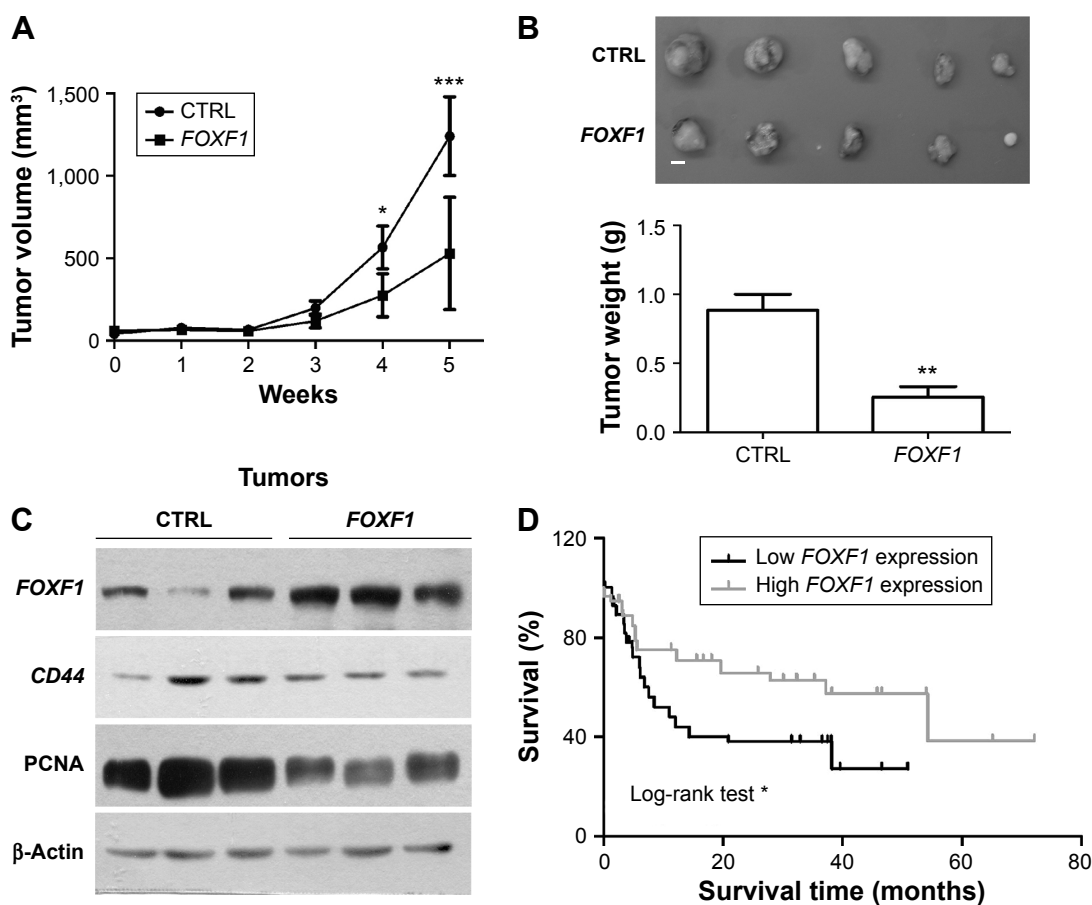 A
Tumor volume (mm³)
1,500
1,000
500
0
CTRL
FOXF1
*
***
0 1 2 3 4 5
Weeks
B
CTRL
FOXF1
Tumor weight (g)
1.5
1.0
0.5
0.0
**
CTRL FOXF1
C
Tumors
CTRL FOXF1
FOXF1
CD44
PCNA
β-Actin
D
Survival (%)
120
80
40
0
Low FOXF1 expression
High FOXF1 expression
Log-rank test *
0 20 40 60 80
Survival time (months)